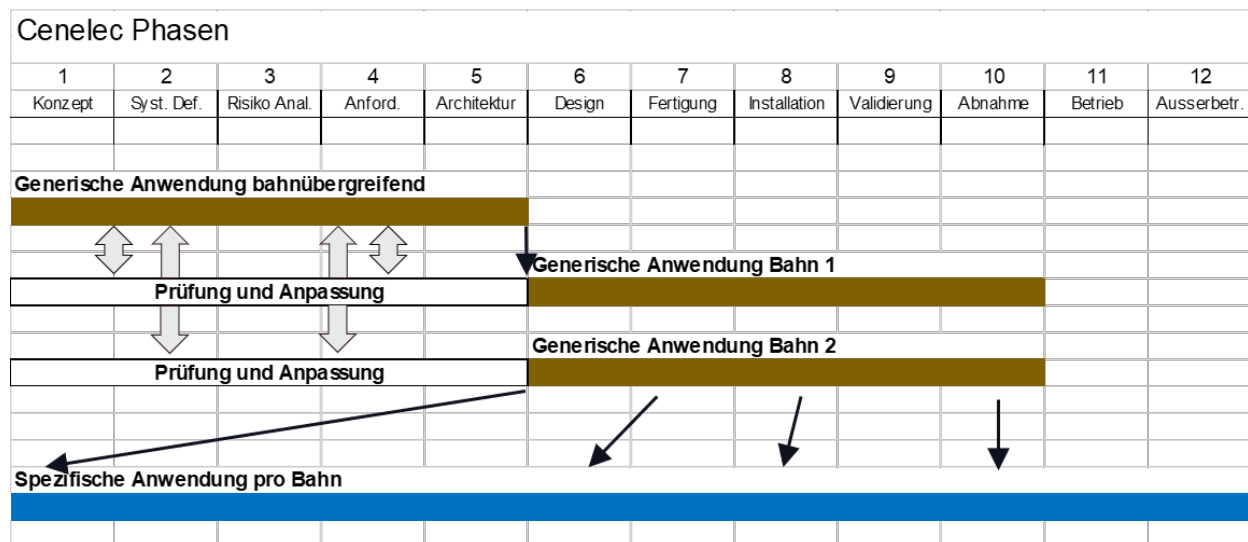 Cenelec Phasen
1 2 3 4 5 6 7 8 9 10 11 12
Konzept Syst. Def. Risiko Anal. Anford. Architektur Design Fertigung Installation Validierung Abnahme Betrieb Ausserbetr.
Generische Anwendung bahnübergreifend
Generische Anwendung Bahn 1
Prüfung und Anpassung
Generische Anwendung Bahn 2
Prüfung und Anpassung
Spezifische Anwendung pro Bahn